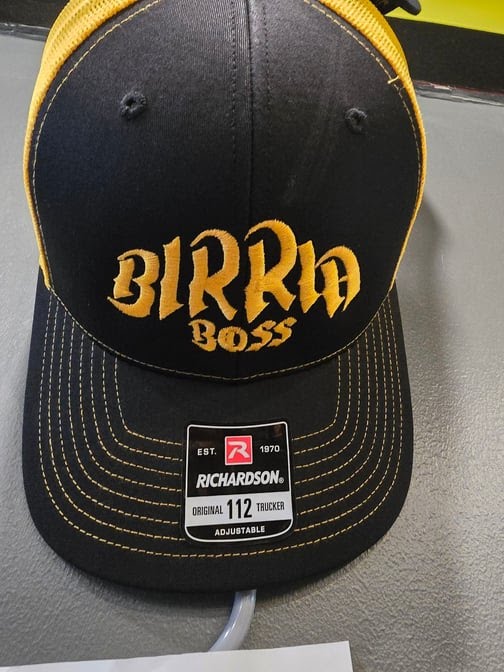 BIRRIA
BOSS
EST. R 1970
RICHARDSON®
ORIGINAL 112 TRUCKER
ADJUSTABLE